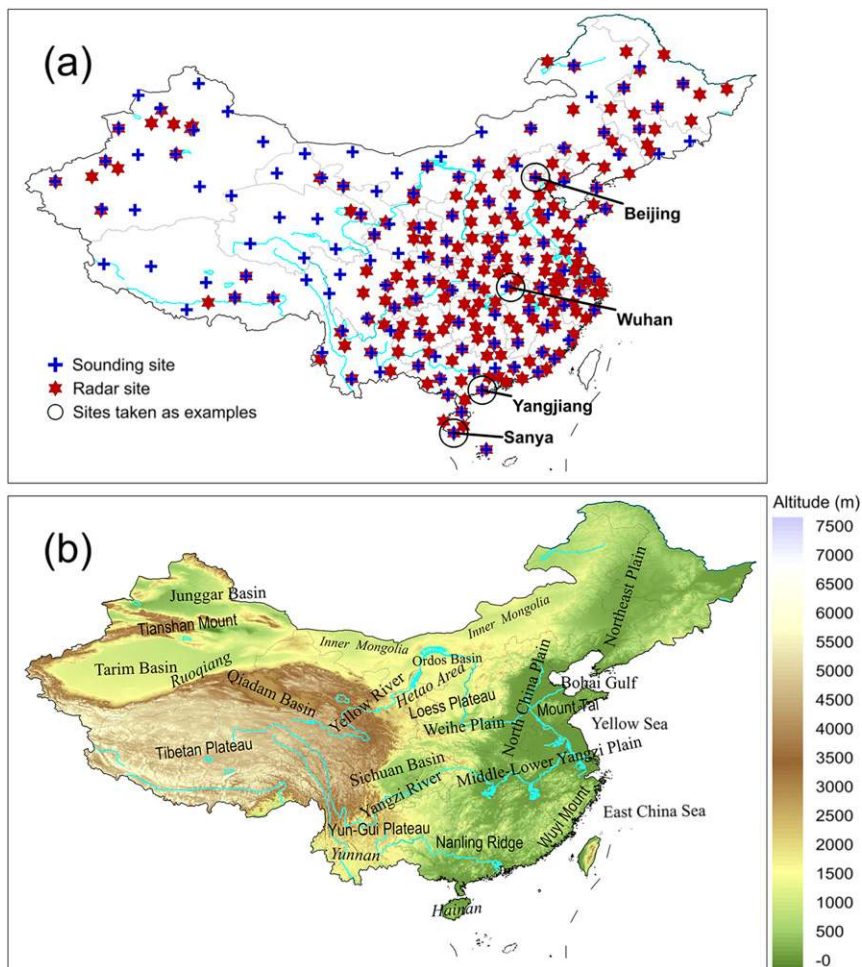 (a)
Beijing
Wuhan
Yangjiang
Sanya
Sounding site
Radar site
Sites taken as examples
(b)
Junggar Basin
Tianshan Mount
Tarim Basin
Ruoqiang
Qiadam Basin
Inner Mongolia
Inner Mongolia
Northeast Plain
Ordos Basin
Hetao Area
Yellow River
Loess Plateau
North China Plain
Bohai Gulf
Mount Tai
Weihe Plain
Yellow Sea
Tibetan Plateau
Sichuan Basin
Middle-Lower Yangzi Plain
Yangzi River
East China Sea
Wuyi Mount
Yun-Gui Plateau
Nanling Ridge
Yunnan
Hainan
Altitude (m)
7500
7000
6500
6000
5500
5000
4500
4000
3500
3000
2500
2000
1500
1000
500
-0